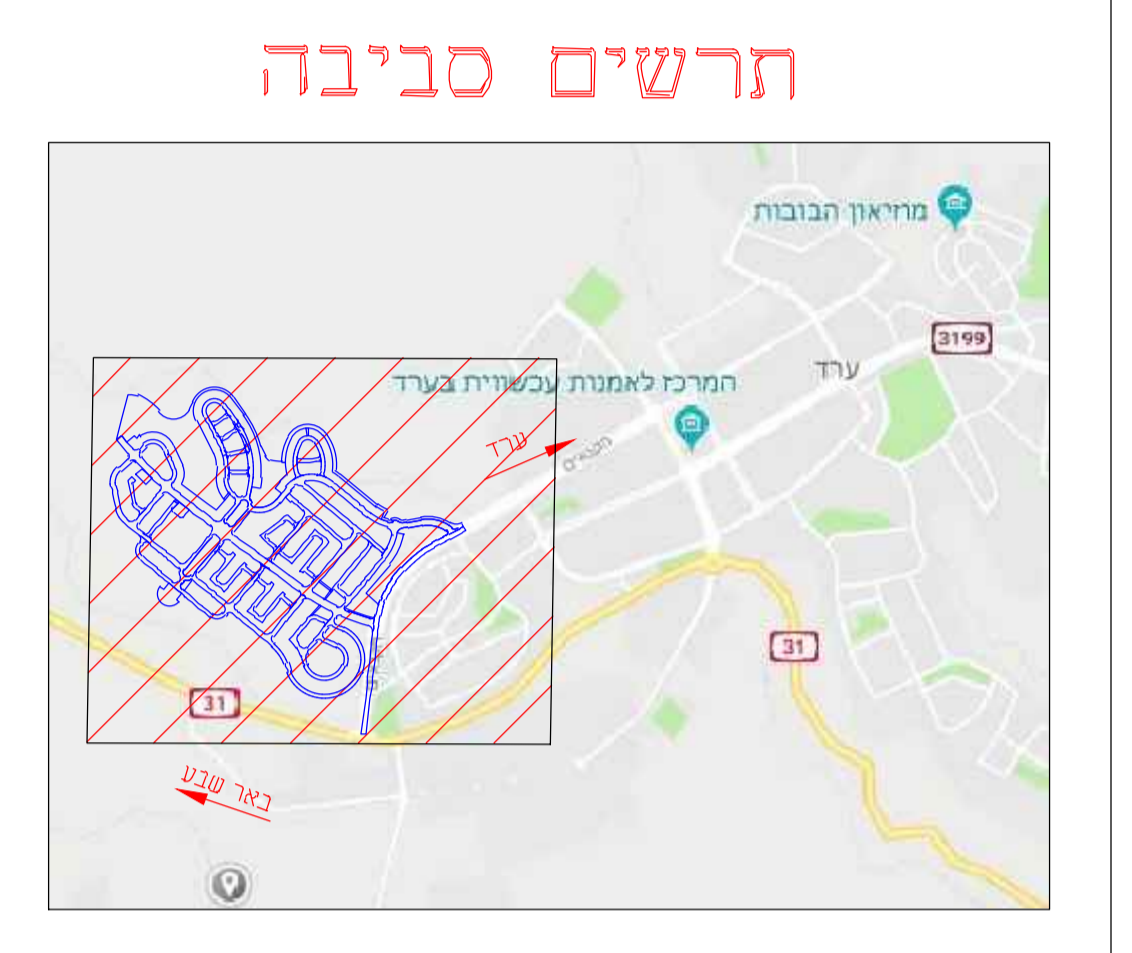 תרשים סביבה
מוזיאון הבובות
3199
ערד
המרכז לאמנות עכשווית בערד
ערד
31
31
באר שבע